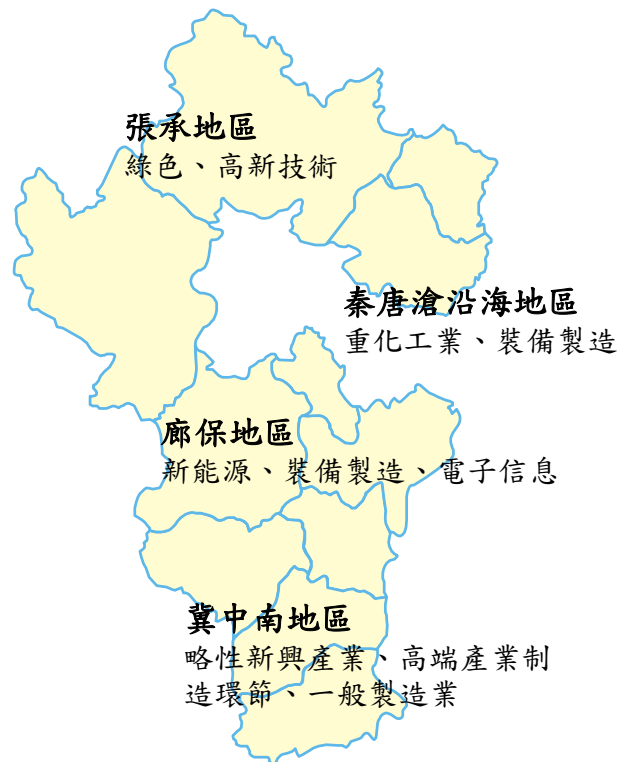 張承地區
綠色、高新技術
秦唐滄沿海地區
重化工業、裝備製造
廊保地區
新能源、裝備製造、電子信息
冀中南地區
略性新興產業、高端產業制
造環節、一般製造業